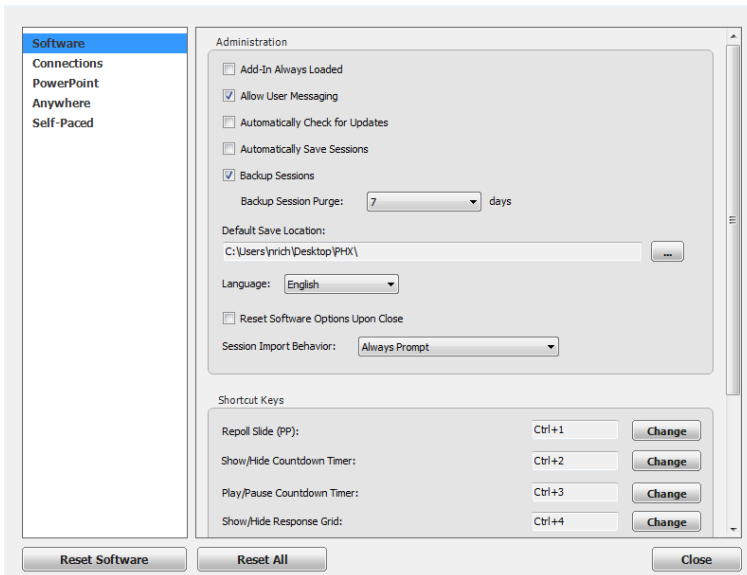 Software
Connections
PowerPoint
Anywhere
Self-Paced
Administration
Add-In Always Loaded
Allow User Messaging
Automatically Check for Updates
Automatically Save Sessions
Backup Sessions
Backup Session Purge: 7 days
Default Save Location:
C:\Users\nrich\Desktop\PHX\ ...
Language: English
Reset Software Options Upon Close
Session Import Behavior: Always Prompt
Shortcut Keys
Repoll Slide (PP): Ctrl+1 Change
Show/Hide Countdown Timer: Ctrl+2 Change
Play/Pause Countdown Timer: Ctrl+3 Change
Show/Hide Response Grid: Ctrl+4 Change
Reset Software Reset All Close